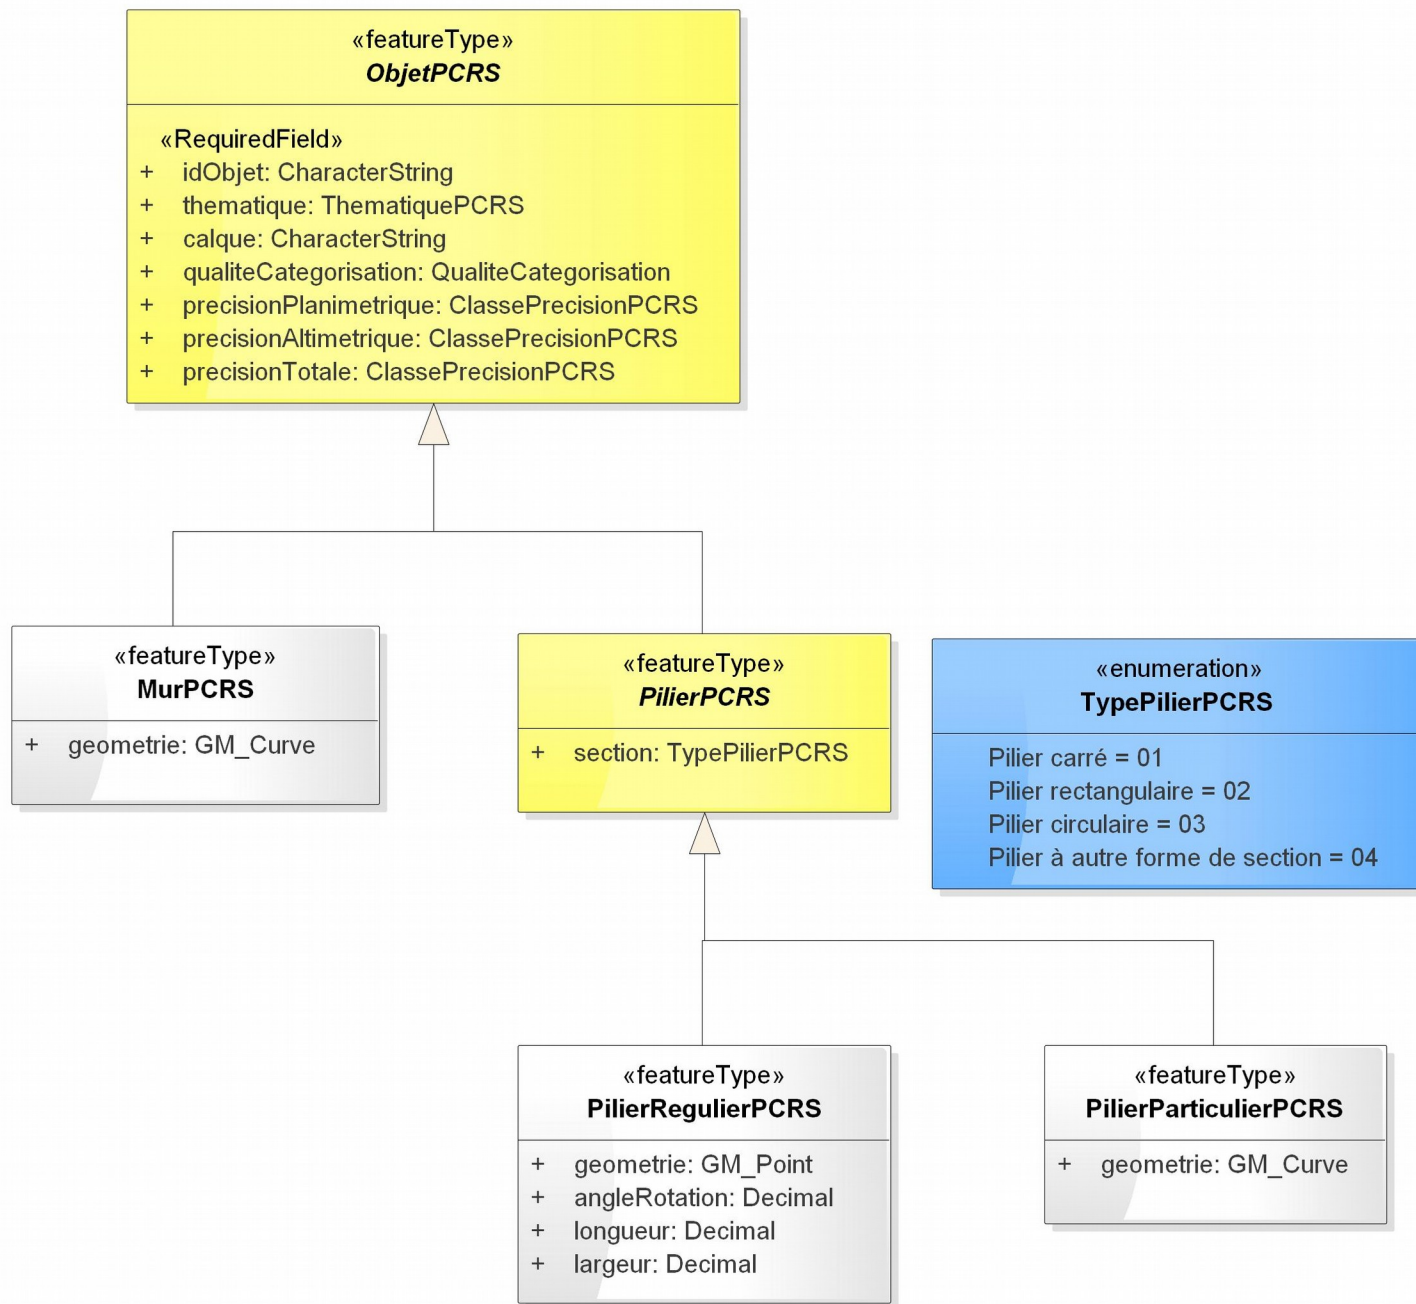 «featureType»
ObjetPCRS
«RequiredField»
+ idObjet: CharacterString
+ thematique: ThematiquePCRS
+ calque: CharacterString
+ qualiteCategorisation: QualiteCategorisation
+ precisionPlanimetrique: ClassePrecisionPCRS
+ precisionAltimetrique: ClassePrecisionPCRS
+ precisionTotale: ClassePrecisionPCRS
«featureType»
MurPCRS
+ geometrie: GM_Curve
«featureType»
PilierPCRS
+ section: TypePilierPCRS
«enumeration»
TypePilierPCRS
Pilier carré = 01
Pilier rectangulaire = 02
Pilier circulaire = 03
Pilier à autre forme de section = 04
«featureType»
PilierRegulierPCRS
+ geometrie: GM_Point
+ angleRotation: Decimal
+ longueur: Decimal
+ largeur: Decimal
«featureType»
PilierParticulierPCRS
+ geometrie: GM_Curve